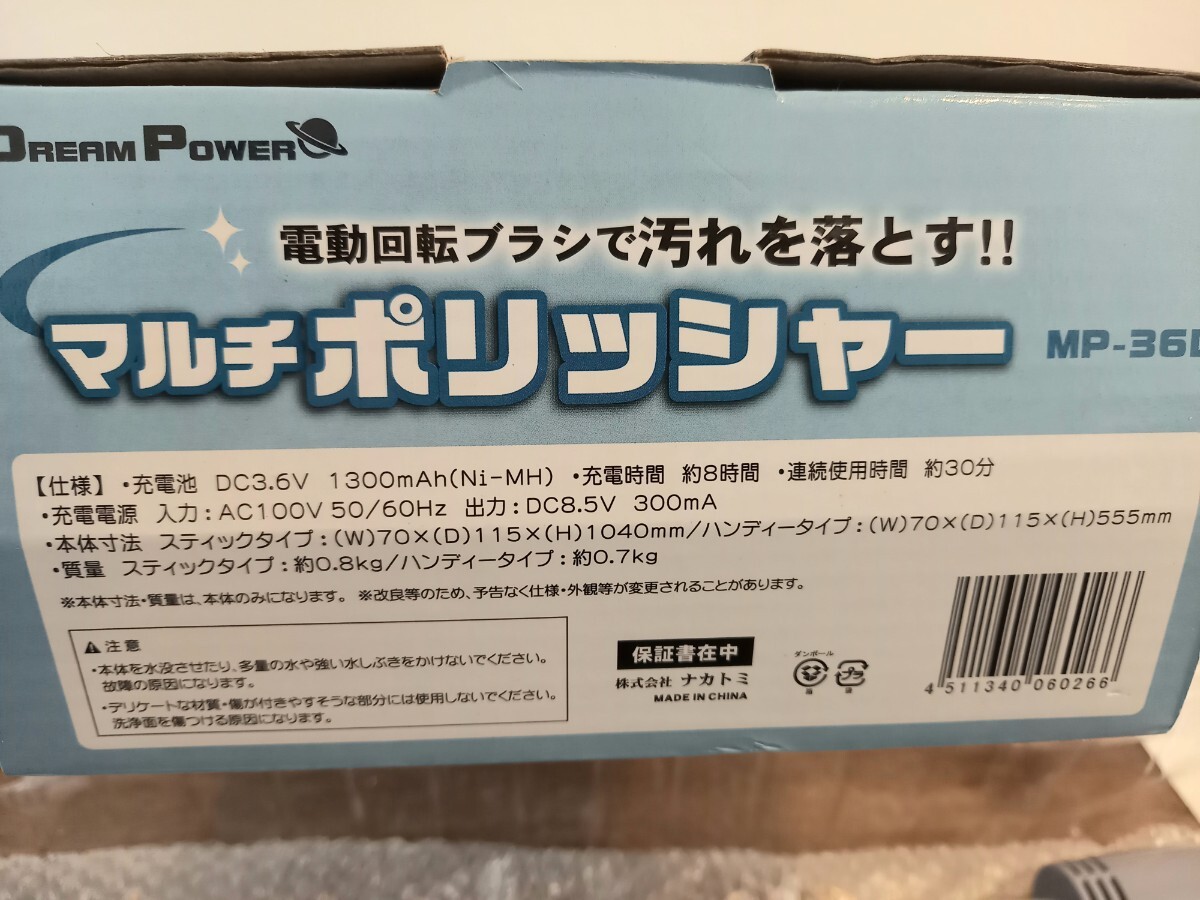 DREAM POWER
電動回転ブラシで汚れを落とす!!
マルチポリッシャー MP-36D
【仕様】・充電池 DC3.6V 1300mAh(Ni-MH) ・充電時間 約8時間 ・連続使用時間 約30分
・充電電源 入力：AC100V 50/60Hz 出力：DC8.5V 300mA
・本体寸法 スティックタイプ：(W)70×(D)115×(H)1040mm/ハンディータイプ：(W)70×(D)115×(H)555mm
・質量 スティックタイプ：約0.8kg/ハンディータイプ：約0.7kg
※本体寸法・質量は、本体のみになります。 ※改良等のため、予告なく仕様・外観等が変更されることがあります。
⚠注意
・本体を水没させたり、多量の水や強い水しぶきをかけないでください。
故障の原因になります。
・デリケートな材質・傷が付きやすそうな部分には使用しないでください。
洗浄面を傷つける原因になります。
保証書在中
株式会社 ナカトミ
MADE IN CHINA
ダンボール
箱
プラ
袋
4 511340 060266